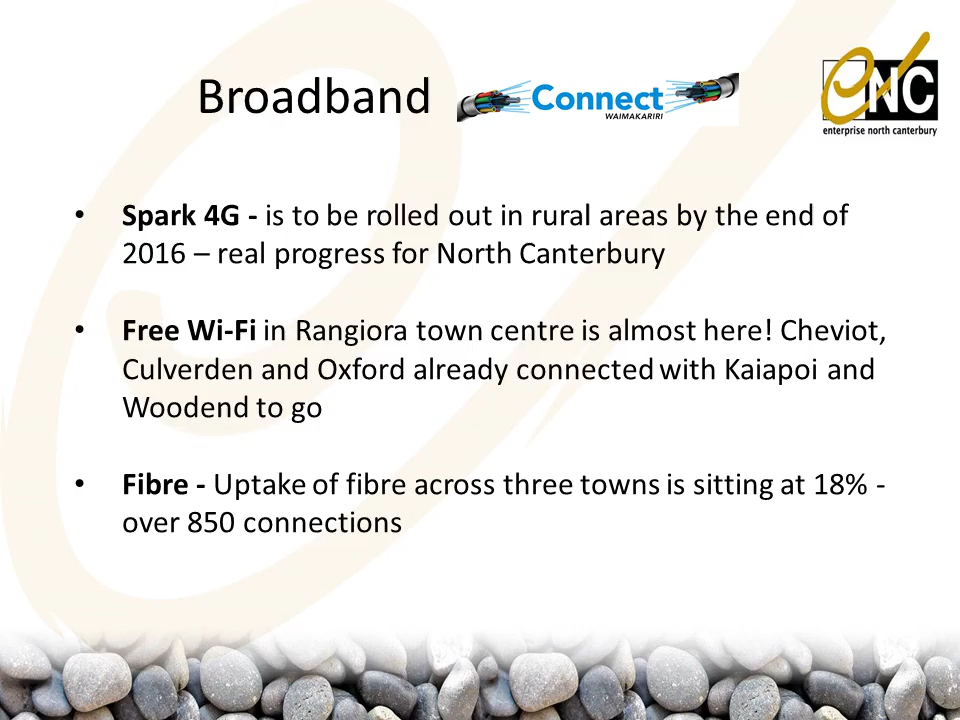 Broadband
Connect
WAIMAKARIRI
eNC
enterprise north canterbury
• Spark 4G - is to be rolled out in rural areas by the end of
2016 – real progress for North Canterbury
• Free Wi-Fi in Rangiora town centre is almost here! Cheviot,
Culverden and Oxford already connected with Kaiapoi and
Woodend to go
• Fibre - Uptake of fibre across three towns is sitting at 18% -
over 850 connections